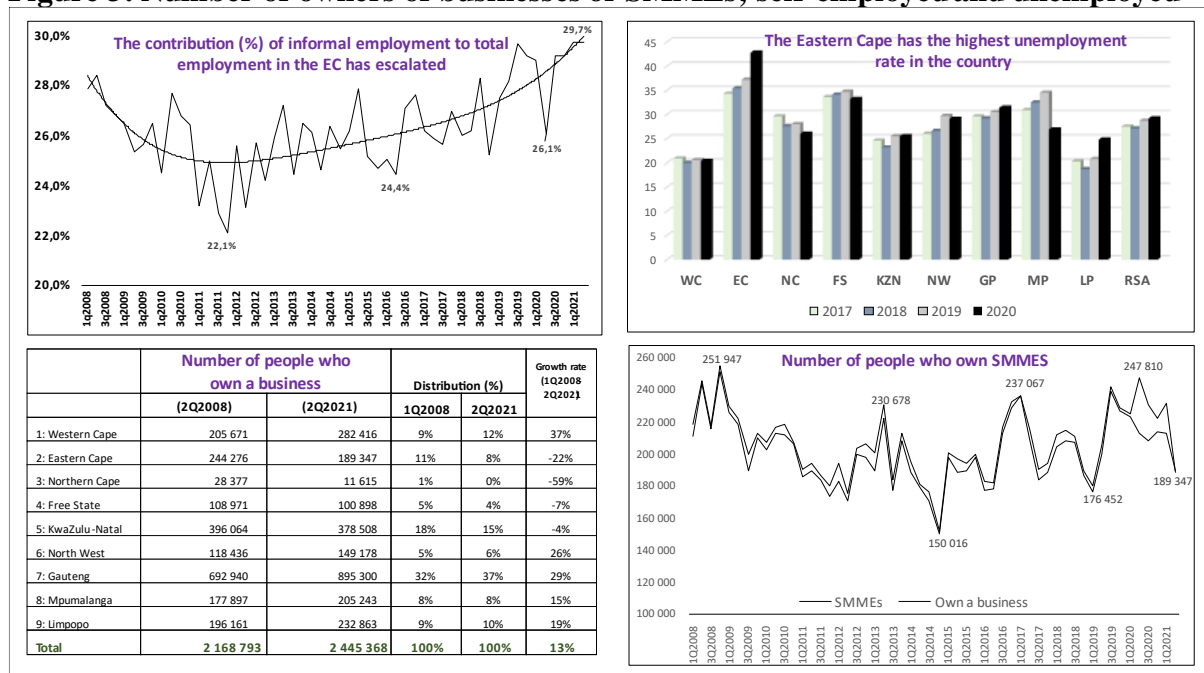 Figure 3: Number of owners of businesses or SMMEs, self-employed and unemployed
The contribution (%) of informal employment to total
employment in the EC has escalated
30,0%
28,0%
26,0%
24,0%
22,0%
20,0%
29,7%
26,1%
24,4%
22,1%
1q2008
3q2008
1q2009
3q2009
1q2010
3q2010
1q2011
3q2011
1q2012
3q2012
1q2013
3q2013
1q2014
3q2014
1q2015
3q2015
1q2016
3q2016
1q2017
3q2017
1q2018
3q2018
1q2019
3q2019
1q2020
3q2020
1q2021
The Eastern Cape has the highest unemployment
rate in the country
45
40
35
30
25
20
15
10
5
0
WC EC NC FS KZN NW GP MP LP RSA
2017 2018 2019 2020
Number of people who
own a business
Distribution (%)
Growth rate
(1Q2008-
2Q2021)
(2Q2008) (2Q2021) 1Q2008 2Q2021
1: Western Cape 205 671 282 416 9% 12% 37%
2: Eastern Cape 244 276 189 347 11% 8% -22%
3: Northern Cape 28 377 11 615 1% 0% -59%
4: Free State 108 971 100 898 5% 4% -7%
5: KwaZulu-Natal 396 064 378 508 18% 15% -4%
6: North West 118 436 149 178 5% 6% 26%
7: Gauteng 692 940 895 300 32% 37% 29%
8: Mpumalanga 177 897 205 243 8% 8% 15%
9: Limpopo 196 161 232 863 9% 10% 19%
Total 2 168 793 2 445 368 100% 100% 13%
Number of people who own SMMES
260 000
240 000
220 000
200 000
180 000
160 000
140 000
120 000
100 000
251 947
230 678
237 067
247 810
176 452
189 347
150 016
SMMEs Own a business
1Q2008
3Q2008
1Q2009
3Q2009
1Q2010
3Q2010
1Q2011
3Q2011
1Q2012
3Q2012
1Q2013
3Q2013
1Q2014
3Q2014
1Q2015
3Q2015
1Q2016
3Q2016
1Q2017
3Q2017
1Q2018
3Q2018
1Q2019
3Q2019
1Q2020
3Q2020
1Q2021